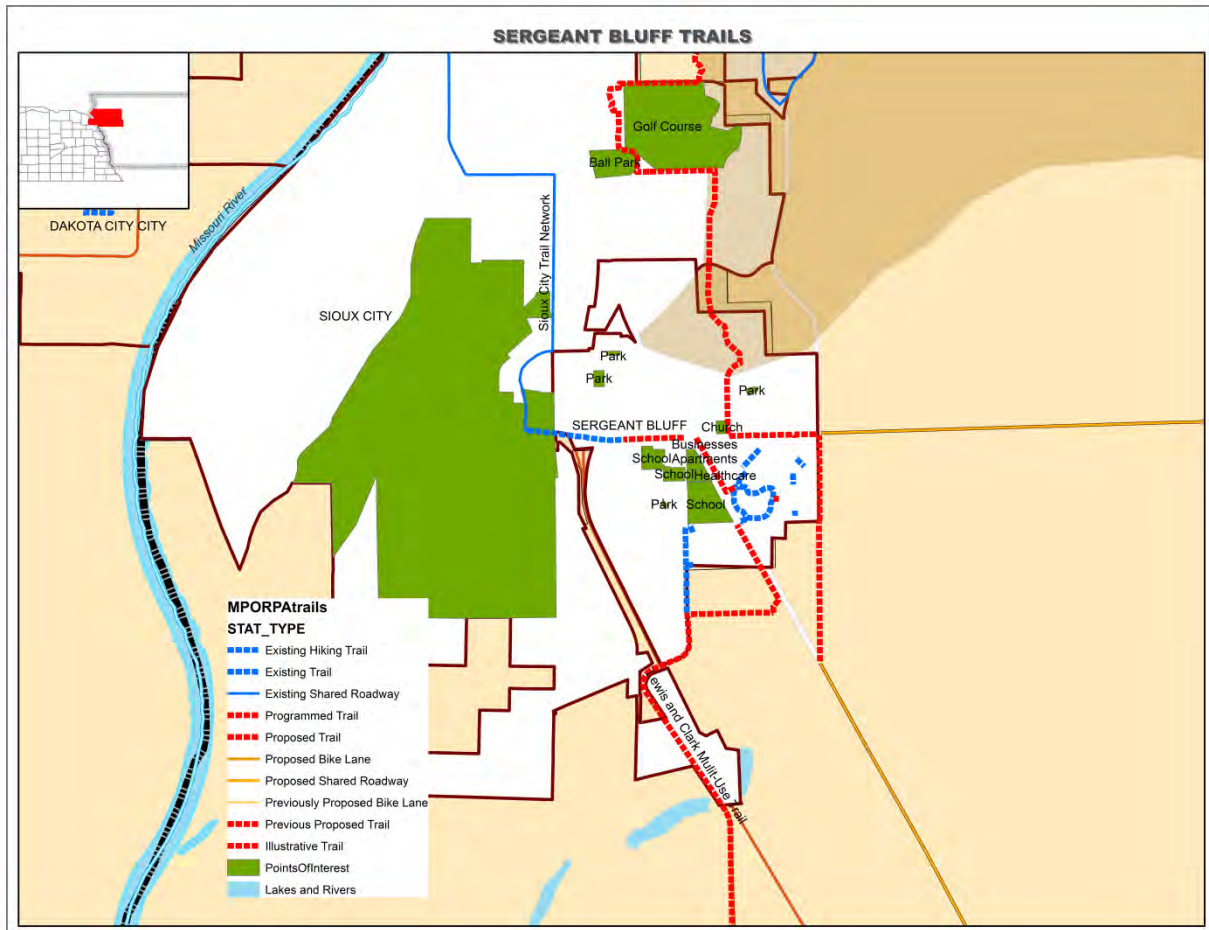 SERGEANT BLUFF TRAILS
Golf Course
Ball Park
DAKOTA CITY CITY
Missouri River
Sioux City Trail Network
SIOUX CITY
Park
Park
Park
SERGEANT BLUFF
Church
Businesses
School
Apartments
School
Healthcare
Park
School
Lewis and Clark Mulit-Use Trail
MPORPAtrails
STAT_TYPE
Existing Hiking Trail
Existing Trail
Existing Shared Roadway
Programmed Trail
Proposed Trail
Proposed Bike Lane
Proposed Shared Roadway
Previously Proposed Bike Lane
Previous Proposed Trail
Illustrative Trail
PointsOfInterest
Lakes and Rivers